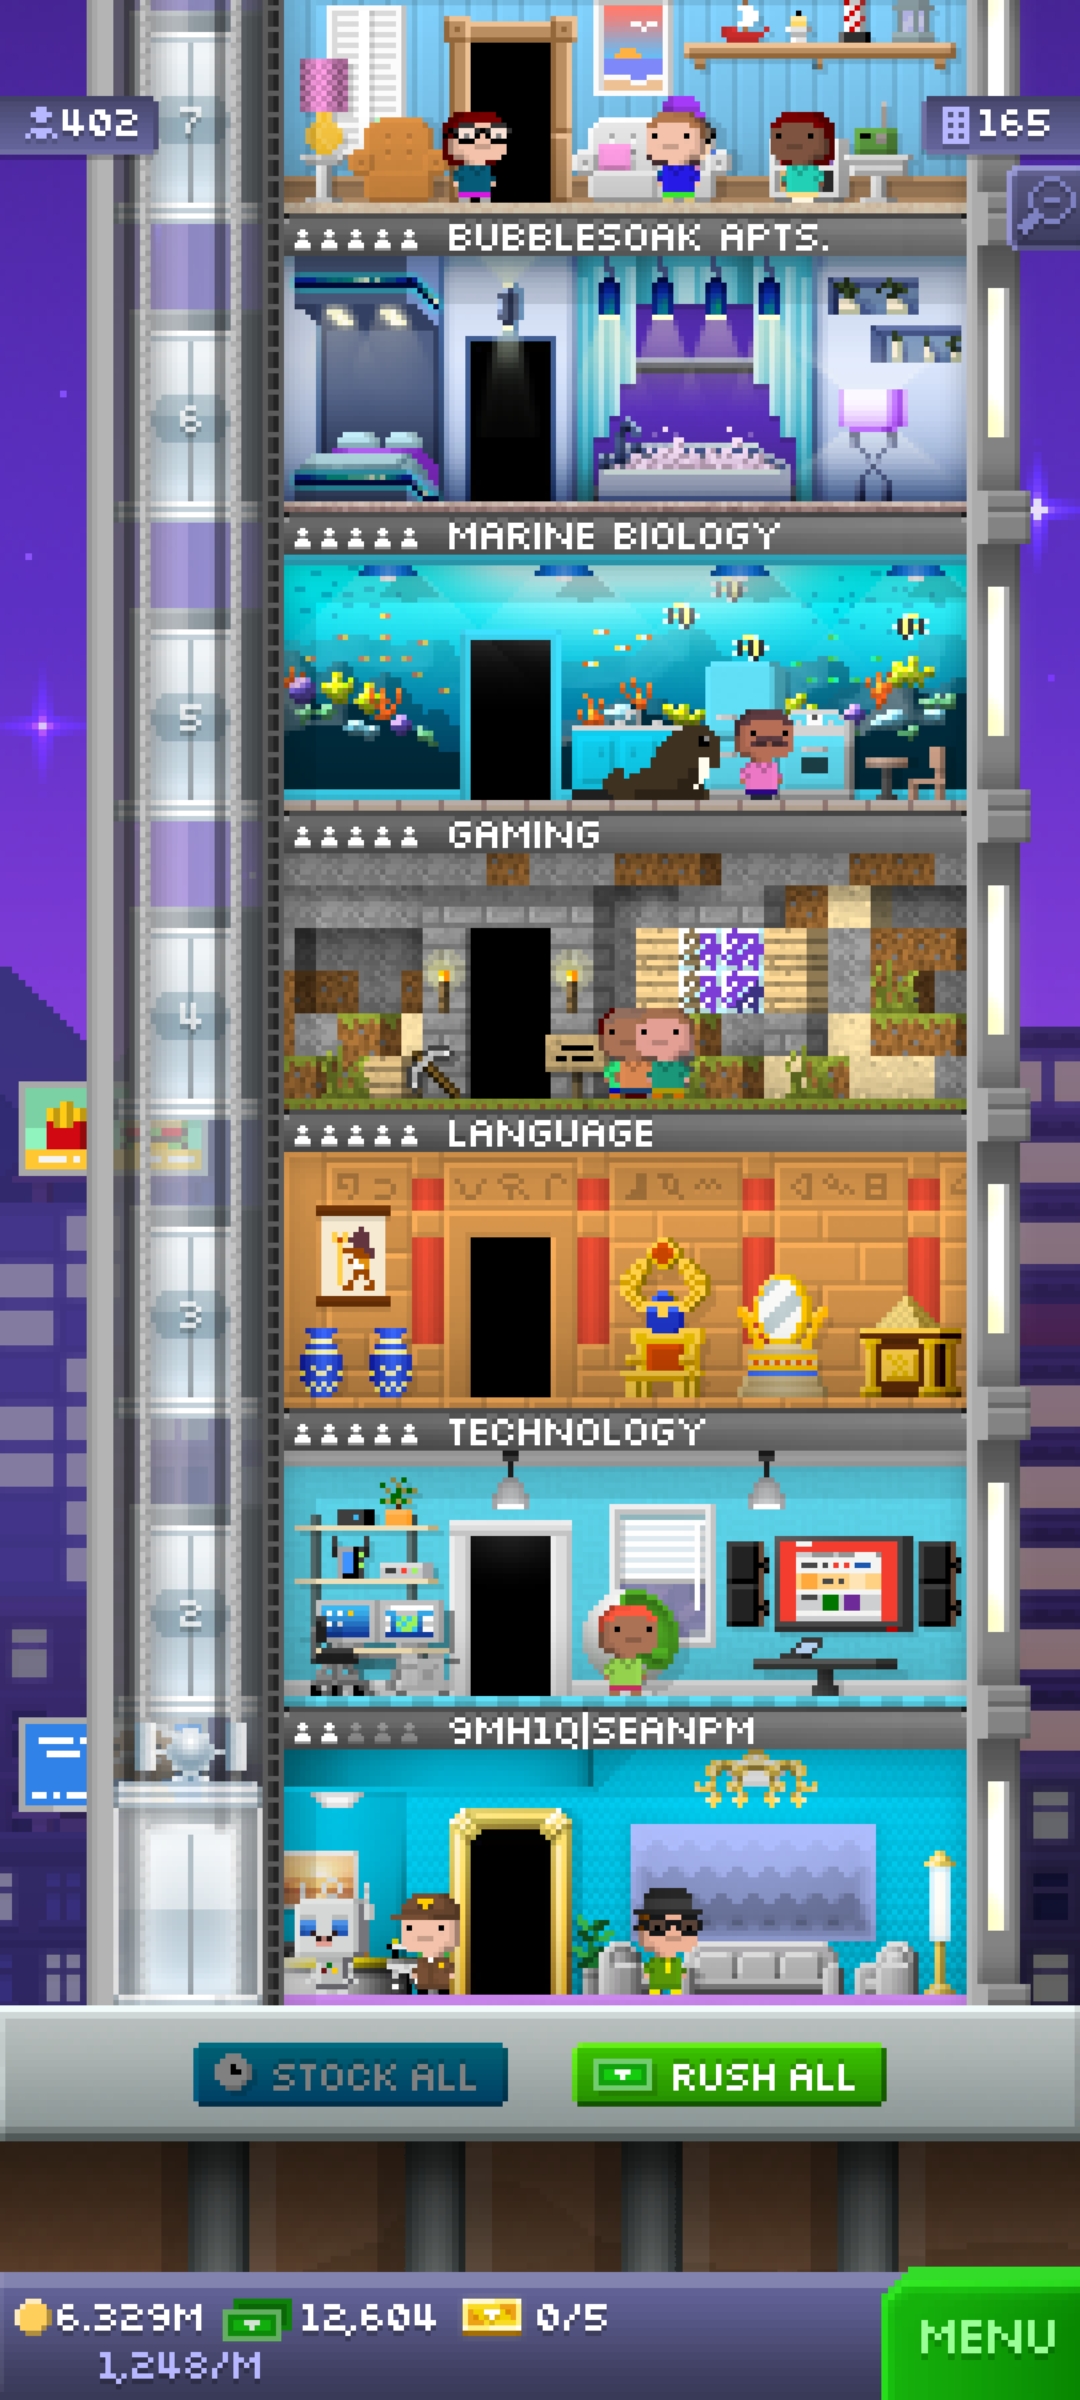 402
7
165
BUBBLESOAK APTS.
6
MARINE BIOLOGY
5
GAMING
4
LANGUAGE
3
TECHNOLOGY
2
9MH1Q|SEANPM
STOCK ALL
RUSH ALL
6.329M
12,604
0/5
1,248/M
MENU